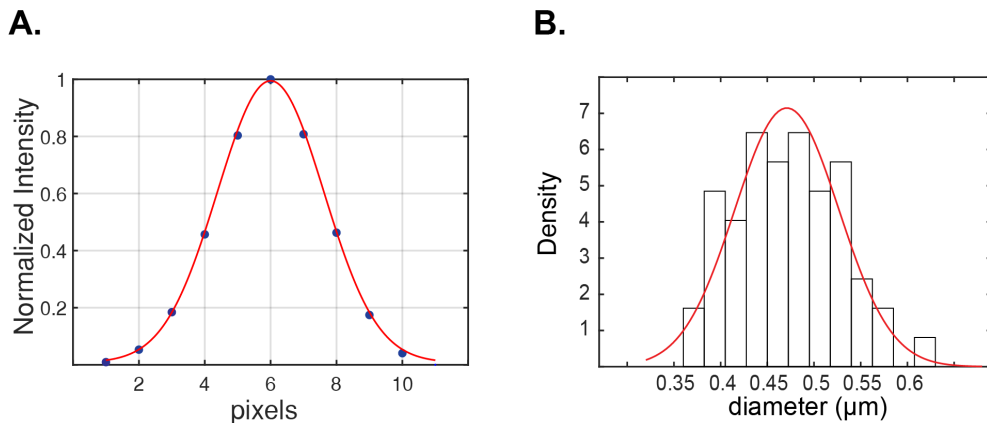 A.
Normalized Intensity
1
0.8
0.6
0.4
0.2
2 4 6 8 10
pixels
B.
Density
7
6
5
4
3
2
1
0.35 0.4 0.45 0.5 0.55 0.6
diameter (µm)